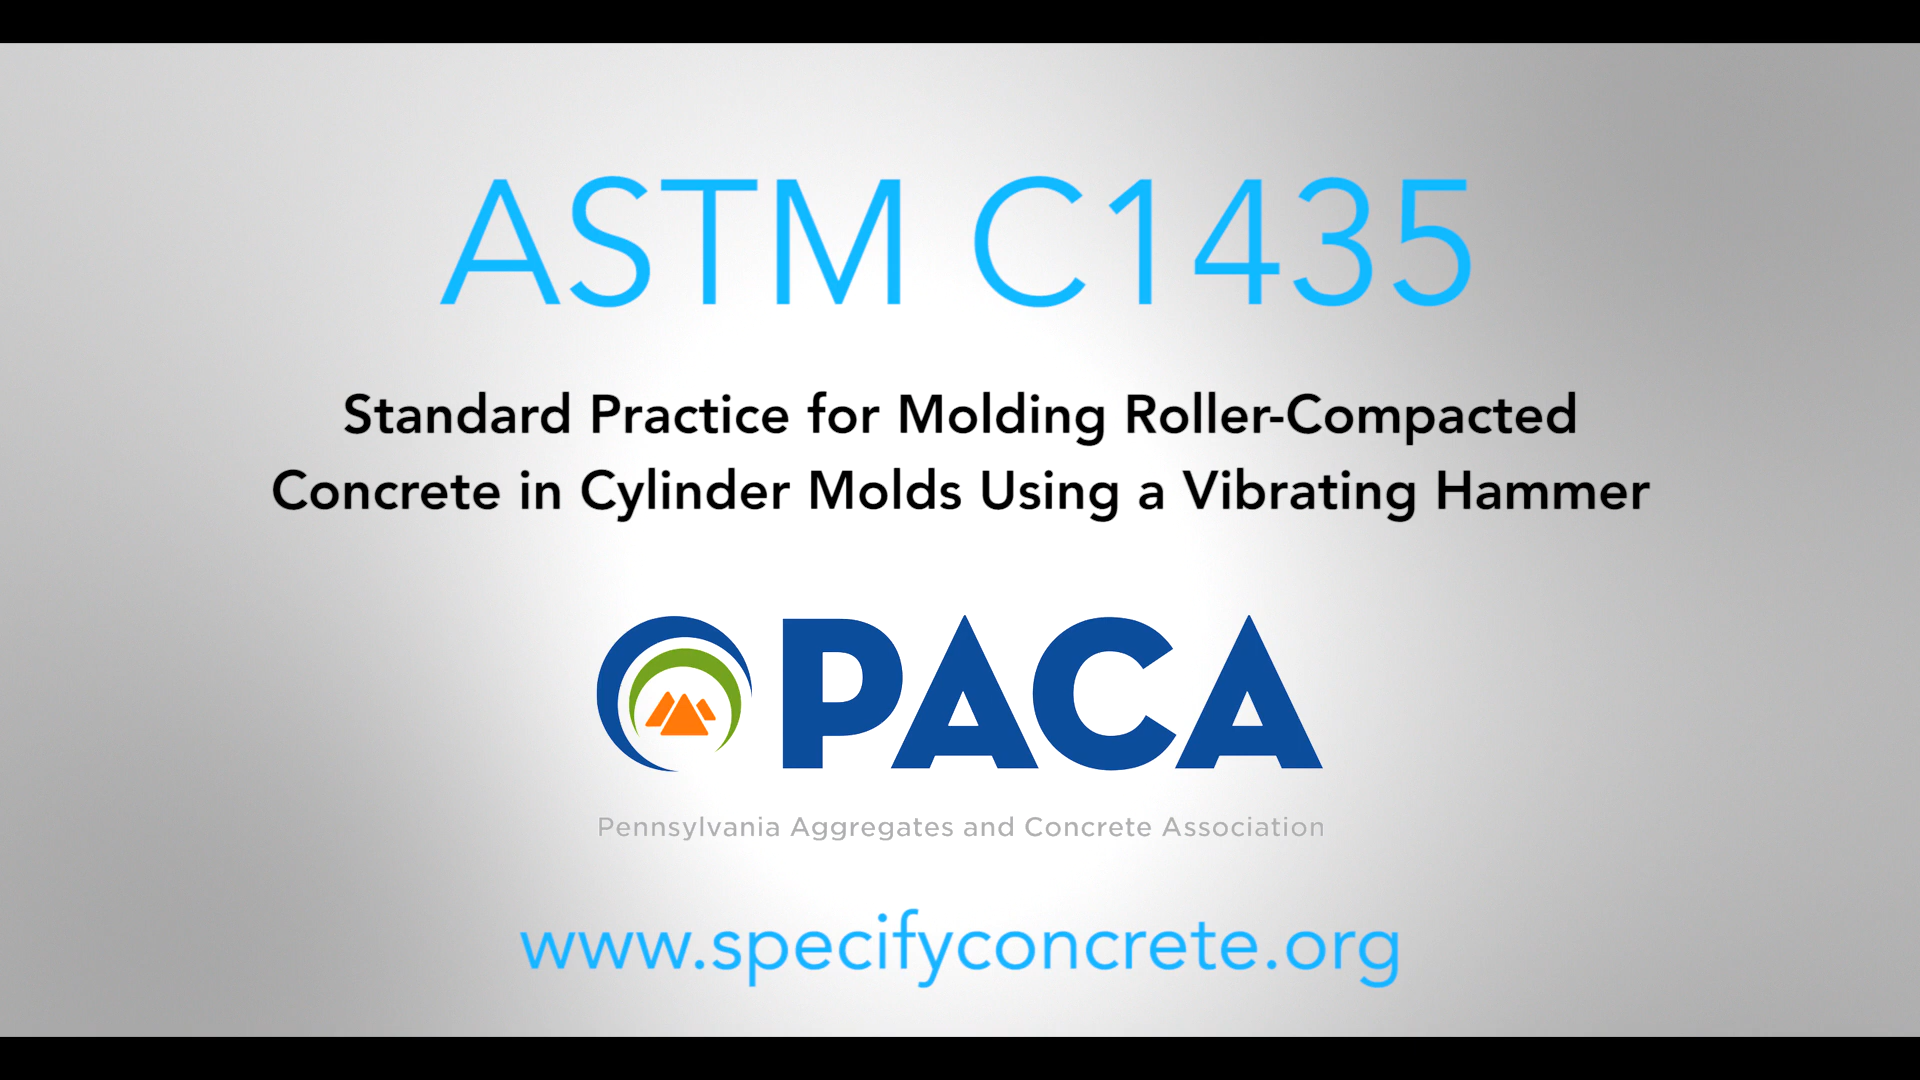 ASTM C1435
Standard Practice for Molding Roller-Compacted
Concrete in Cylinder Molds Using a Vibrating Hammer
PACA
Pennsylvania Aggregates and Concrete Association
www.specifyconcrete.org